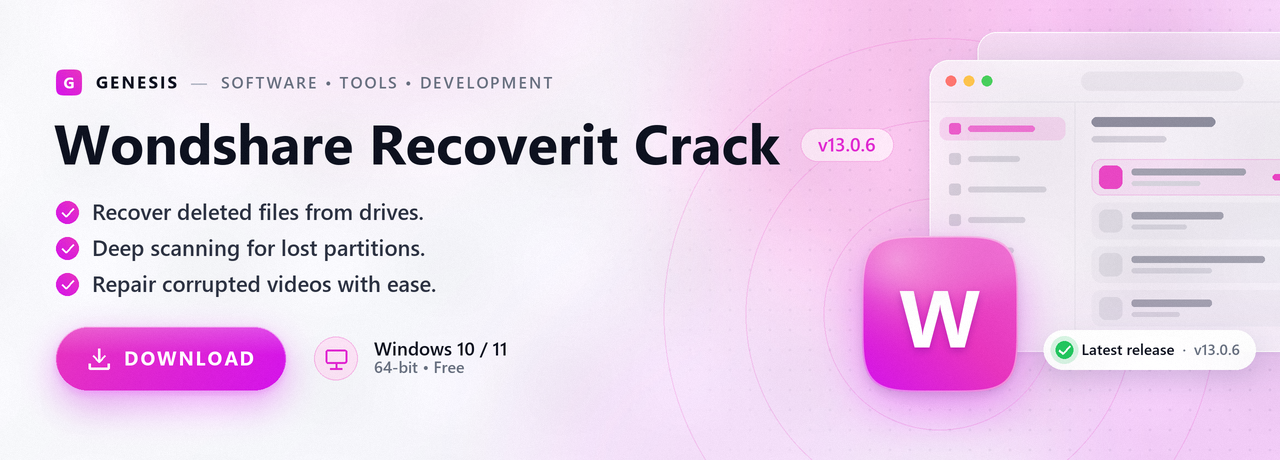 G GENESIS — SOFTWARE • TOOLS • DEVELOPMENT
Wondshare Recoverit Crack v13.0.6
Recover deleted files from drives.
Deep scanning for lost partitions.
Repair corrupted videos with ease.
DOWNLOAD
Windows 10 / 11
64-bit • Free
W
Latest release · v13.0.6